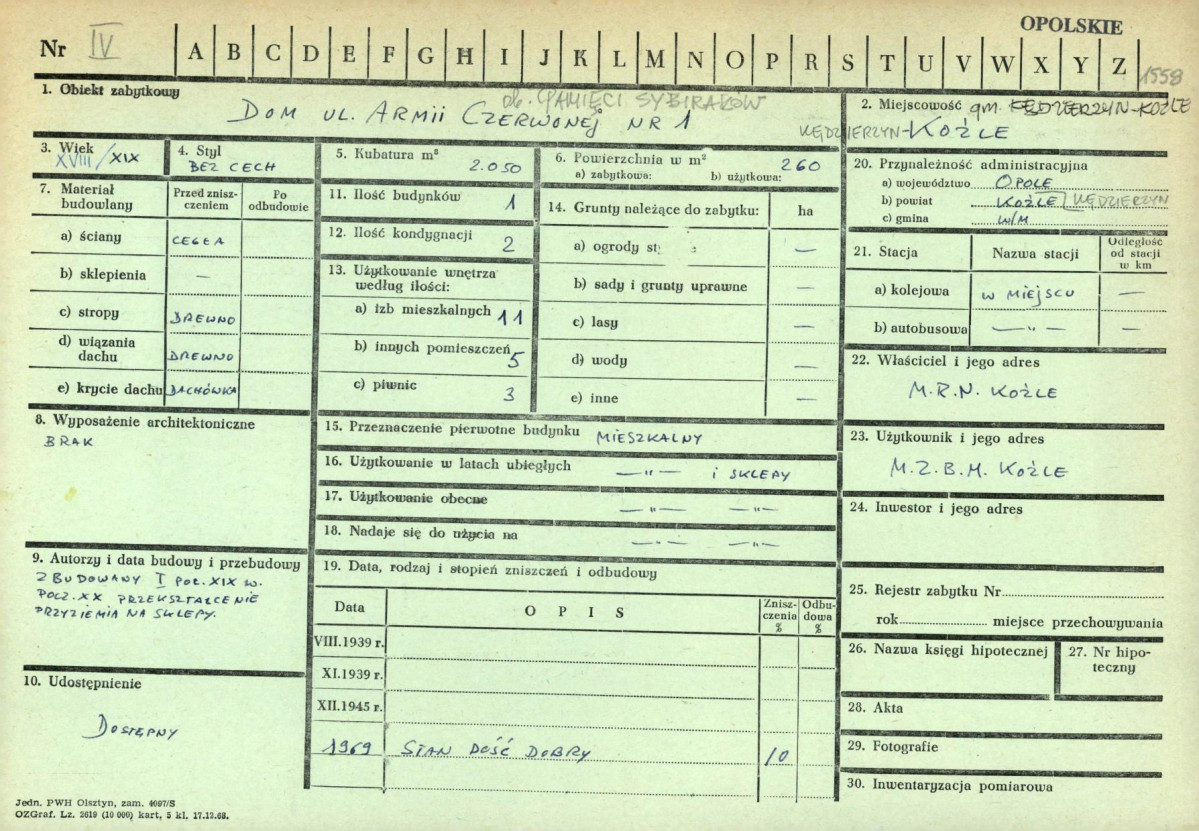 OPOLSKIE
Nr IV A B C D E F G H I J K L M N O P R S T U V W X Y Z
1558
1. Obiekt zabytkowy
ob. PAMIĘCI SYBIRAKÓW
DOM UL. ARMII CZERWONEJ NR 1
2. Miejscowość gm. KĘDZIERZYN-KOŹLE
KĘDZIERZYN-KOŹLE
3. Wiek
XVIII/XIX
4. Styl
BEZ CECH
5. Kubatura m³
2.050
6. Powierzchnia w m²
a) zabytkowa: b) użytkowa: 260
7. Materiał budowlany
Przed znisz-
czeniem
Po
odbudowie
a) ściany CEGŁA
b) sklepienia —
c) stropy DREWNO
d) wiązania
dachu DREWNO
e) krycie dachu DACHÓWKA
8. Wyposażenie architektoniczne
BRAK
9. Autorzy i data budowy i przebudowy
ZBUDOWANY I POŁ. XIX W.
POCZ. XX PRZEKSZTAŁCENIE
PRZYZIEMIA NA SKLEPY.
10. Udostępnienie
DOSTĘPNY
11. Ilość budynków 1
12. Ilość kondygnacji 2
13. Użytkowanie wnętrza
według ilości:
a) izb mieszkalnych 11
b) innych pomieszczeń 5
c) piwnic 3
14. Grunty należące do zabytku: ha
a) ogrody —
b) sady i grunty uprawne —
c) lasy —
d) wody —
e) inne —
15. Przeznaczenie pierwotne budynku MIESZKALNY
16. Użytkowanie w latach ubiegłych —"— i SKLEPY
17. Użytkowanie obecne —"— —"—
18. Nadaje się do użycia na —"— —"—
19. Data, rodzaj i stopień zniszczeń i odbudowy
Data OPIS
Znisz-
czenia
%
Odbu-
dowa
%
VIII.1939 r.
XI.1939 r.
XII.1945 r.
1969 STAN DOŚĆ DOBRY 10
20. Przynależność administracyjna
a) województwo OPOLE
b) powiat KOŹLE KĘDZIERZYN
c) gmina W/M
21. Stacja
Nazwa stacji
Odległość
od stacji
w km
a) kolejowa W MIEJSCU —
b) autobusowa —"— —
22. Właściciel i jego adres
M.R.N. KOŹLE
23. Użytkownik i jego adres
M.Z.B.M. KOŹLE
24. Inwestor i jego adres
25. Rejestr zabytku Nr
rok miejsce przechowywania
26. Nazwa księgi hipotecznej
27. Nr hipo-
teczny
28. Akta
29. Fotografie
30. Inwentaryzacja pomiarowa
Jedn. PWH Olsztyn, zam. 4097/S
OZGraf. Lz. 2619 (10 000) kart. 5 kl. 17.12.68.